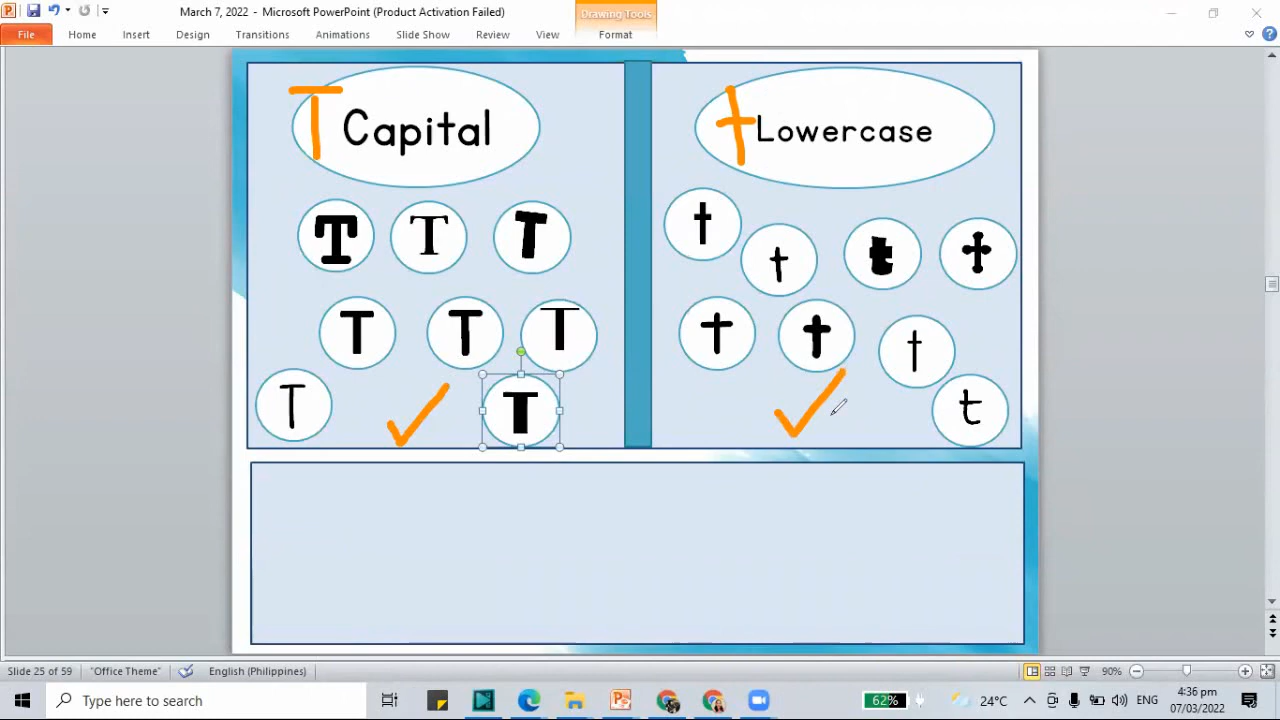 March 7, 2022 - Microsoft PowerPoint (Product Activation Failed)
Drawing Tools
File Home Insert Design Transitions Animations Slide Show Review View Format
T Capital
t Lowercase
T T T
t t t t
T T T
t t t
T T
t
Slide 25 of 59 "Office Theme" English (Philippines) 90%
Type here to search
62% 24°C ENG 4:36 pm
07/03/2022